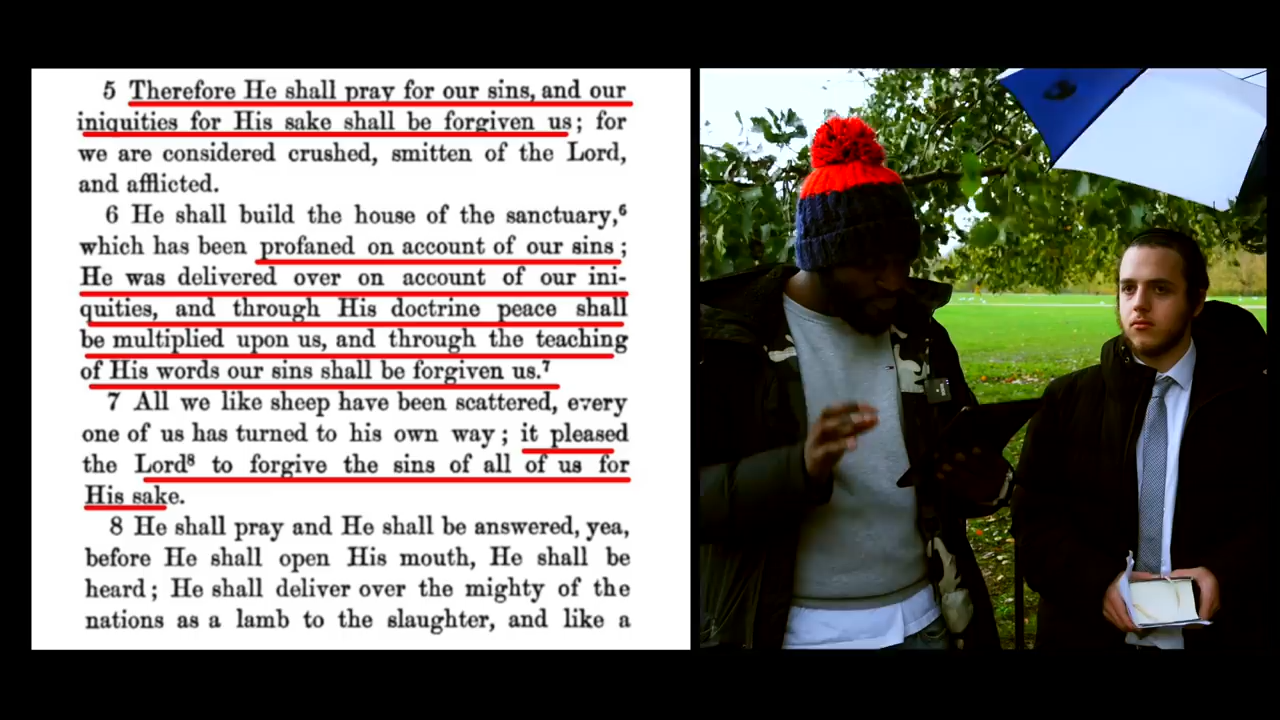 5 Therefore He shall pray for our sins, and our
iniquities for His sake shall be forgiven us; for
we are considered crushed, smitten of the Lord,
and afflicted.
6 He shall build the house of the sanctuary,⁶
which has been profaned on account of our sins;
He was delivered over on account of our ini-
quities, and through His doctrine peace shall
be multiplied upon us, and through the teaching
of His words our sins shall be forgiven us.⁷
7 All we like sheep have been scattered, every
one of us has turned to his own way; it pleased
the Lord⁸ to forgive the sins of all of us for
His sake.
8 He shall pray and He shall be answered, yea,
before He shall open His mouth, He shall be
heard; He shall deliver over the mighty of the
nations as a lamb to the slaughter, and like a